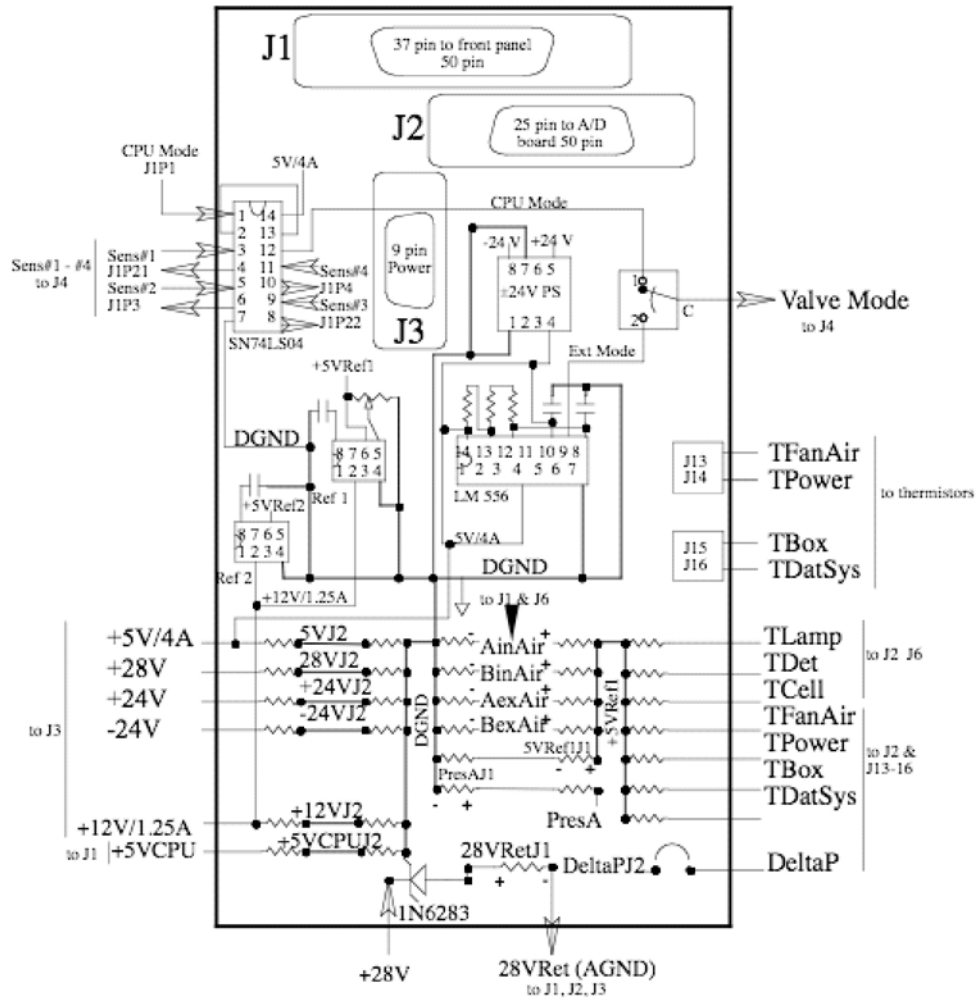 J1
37 pin to front panel
50 pin
J2
25 pin to A/D
board 50 pin
CPU Mode
J1P1
5V/4A
CPU Mode
1 14
2 13
3 12
4 11
5 10
6 9
7 8
Sens#1 - #4
to J4
Sens#1
J1P21
Sens#2
J1P3
Sens#4
J1P4
Sens#3
J1P22
SN74LS04
9 pin
Power
J3
-24 V +24 V
8 7 6 5
±24V PS
1 2 3 4
1
2
C
Valve Mode
to J4
Ext Mode
+5VRef1
DGND
8 7 6 5
1 2 3 4
Ref 1
14 13 12 11 10 9 8
1 2 3 4 5 6 7
LM 556
J13
J14
TFanAir
TPower
to thermistors
J15
J16
TBox
TDatSys
+5VRef2
8 7 6 5
1 2 3 4
Ref 2
5V/4A
DGND
+12V/1.25A
to J1 & J6
+5V/4A
5VJ2
- AinAir +
TLamp
+28V
28VJ2
- BinAir +
TDet
to J2 J6
+24V
+24VJ2
- AexAir +
TCell
-24V
-24VJ2
- BexAir +
TFanAir
to J3
DGND
+5VRef1
5VRef1J1
- +
TPower
to J2 &
J13-16
PresAJ1
- +
TBox
TDatSys
PresA
+12V/1.25A
+12VJ2
to J1
+5VCPU
+5VCPUJ2
28VRetJ1
+ -
DeltaPJ2
DeltaP
1N6283
+28V
28VRet (AGND)
to J1, J2, J3